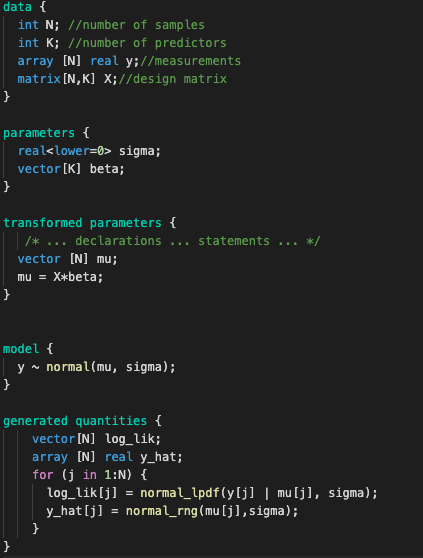 data {
int N; //number of samples
int K; //number of predictors
array [N] real y;//measurements
matrix[N,K] X;//design matrix
}
parameters {
real<lower=0> sigma;
vector[K] beta;
}
transformed parameters {
/* ... declarations ... statements ... */
vector [N] mu;
mu = X*beta;
}
model {
y ~ normal(mu, sigma);
}
generated quantities {
vector[N] log_lik;
array [N] real y_hat;
for (j in 1:N) {
log_lik[j] = normal_lpdf(y[j] | mu[j], sigma);
y_hat[j] = normal_rng(mu[j],sigma);
}
}